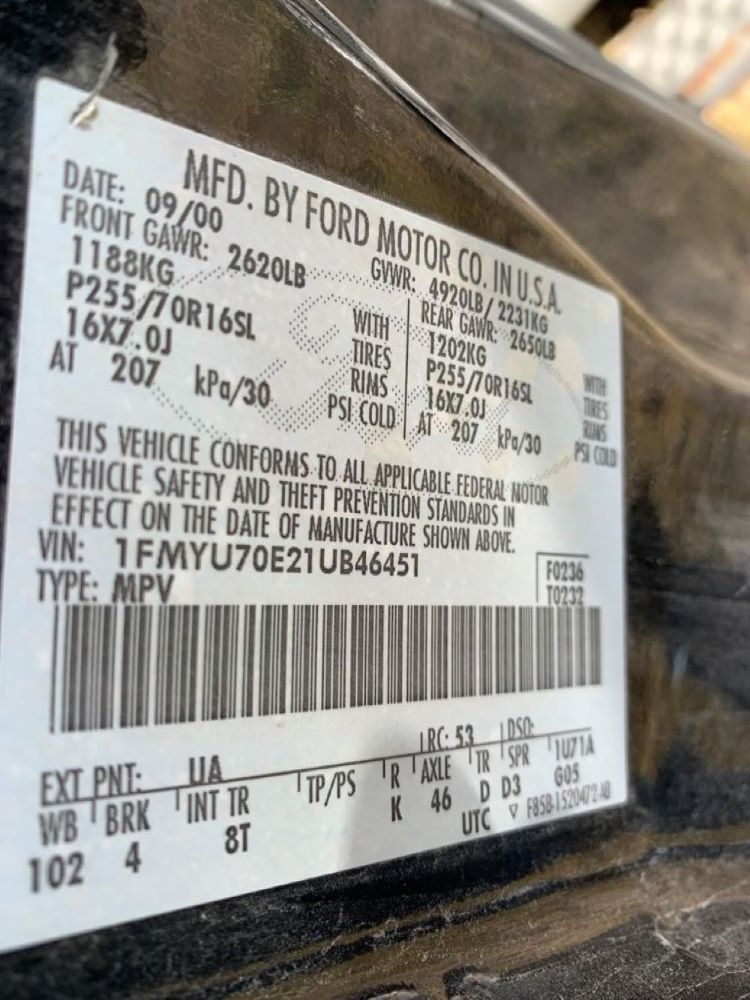 MFD. BY FORD MOTOR CO. IN U.S.A.
DATE: 09/00 GVWR: 4920LB/ 2231KG
FRONT GAWR: 2620LB REAR GAWR: 2650LB
1188KG WITH 1202KG WITH
P255/70R16SL TIRES P255/70R16SL TIRES
16X7.0J RIMS 16X7.0J RIMS
AT 207 kPa/30 PSI COLD AT 207 kPa/30 PSI COLD
THIS VEHICLE CONFORMS TO ALL APPLICABLE FEDERAL MOTOR
VEHICLE SAFETY AND THEFT PREVENTION STANDARDS IN
EFFECT ON THE DATE OF MANUFACTURE SHOWN ABOVE.
VIN: 1FMYU70E21UB46451 F0236
TYPE: MPV T0232
EXT PNT: UA RC: 53 DSO:
WB BRK INT TR TP/PS R AXLE TR SPR 1U71A
102 4 8T K 46 D D3 G05
UTC ▽ F85B-1520472-AB